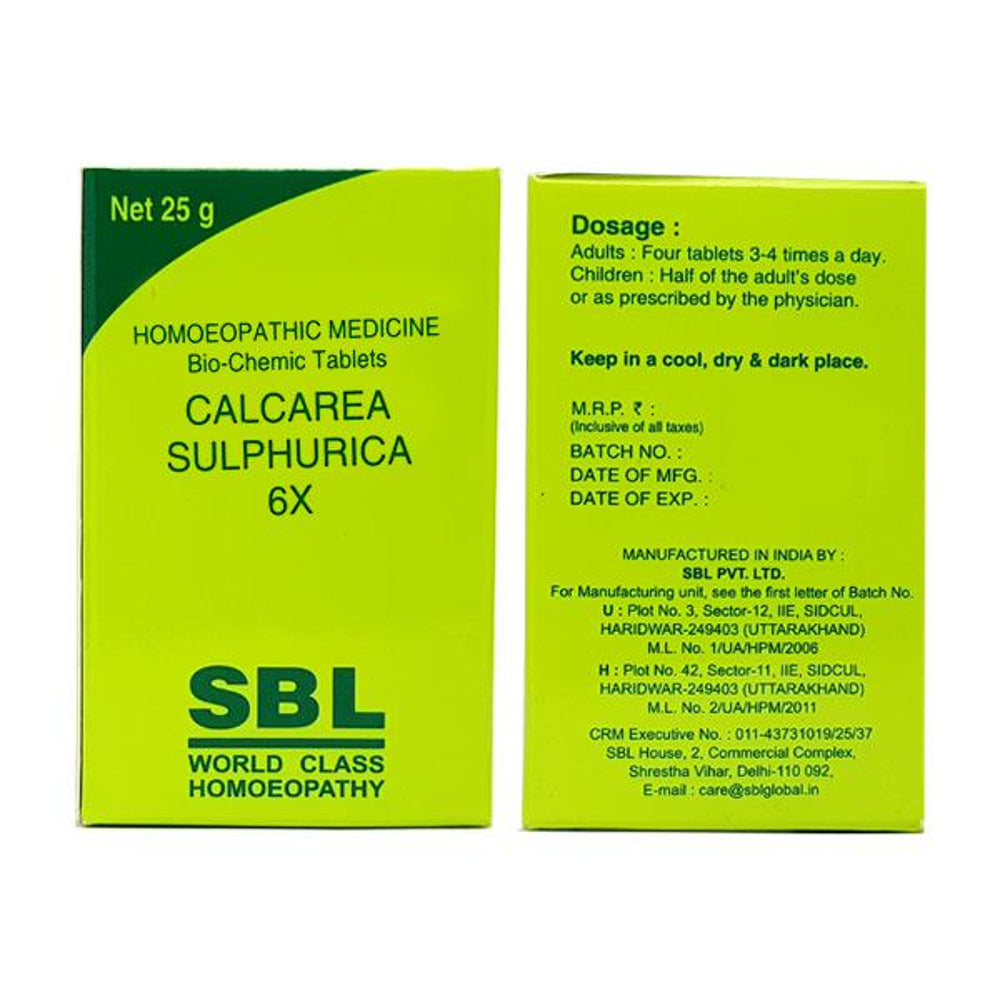 Net 25 g
HOMOEOPATHIC MEDICINE
Bio-Chemic Tablets
CALCAREA
SULPHURICA
6X
SBL
WORLD CLASS
HOMOEOPATHY
Dosage :
Adults : Four tablets 3-4 times a day.
Children : Half of the adult's dose
or as prescribed by the physician.
Keep in a cool, dry & dark place.
M.R.P. ₹ :
(Inclusive of all taxes)
BATCH NO. :
DATE OF MFG. :
DATE OF EXP. :
MANUFACTURED IN INDIA BY :
SBL PVT. LTD.
For Manufacturing unit, see the first letter of Batch No.
U : Plot No. 3, Sector-12, IIE, SIDCUL,
HARIDWAR-249403 (UTTARAKHAND)
M.L. No. 1/UA/HPM/2006
H : Plot No. 42, Sector-11, IIE, SIDCUL,
HARIDWAR-249403 (UTTARAKHAND)
M.L. No. 2/UA/HPM/2011
CRM Executive No. : 011-43731019/25/37
SBL House, 2, Commercial Complex,
Shrestha Vihar, Delhi-110 092,
E-mail : care@sblglobal.in